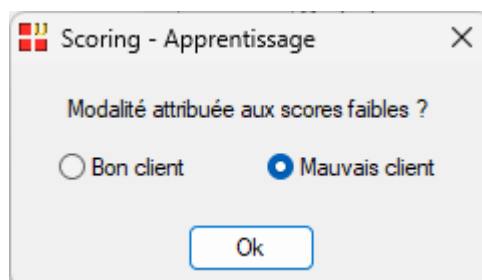 Scoring - Apprentissage
Modalité attribuée aux scores faibles ?
Bon client Mauvais client
Ok